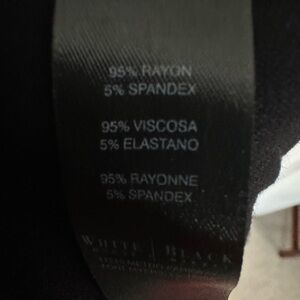 95% RAYON
5% SPANDEX
95% VISCOSA
5% ELASTANO
95% RAYONNE
5% SPANDEX
WHITE | BLACK